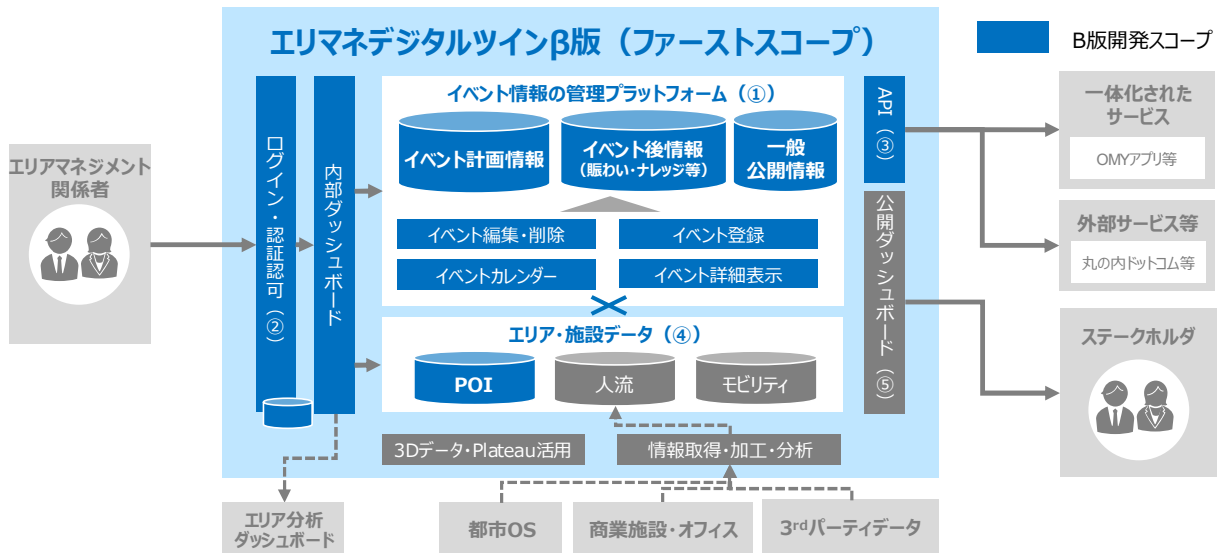 エリマネデジタルツインβ版（ファーストスコープ）
B版開発スコープ
エリアマネジメント
関係者
ログイン・認証認可（②）
内部ダッシュボード
イベント情報の管理プラットフォーム（①）
イベント計画情報
イベント後情報
（賑わい・ナレッジ等）
一般
公開情報
イベント編集・削除
イベント登録
イベントカレンダー
イベント詳細表示
エリア・施設データ（④）
POI
人流
モビリティ
3Dデータ・Plateau活用
情報取得・加工・分析
API（③）
公開ダッシュボード（⑤）
一体化された
サービス
OMYアプリ等
外部サービス等
丸の内ドットコム等
ステークホルダ
エリア分析
ダッシュボード
都市OS
商業施設・オフィス
3rdパーティデータ